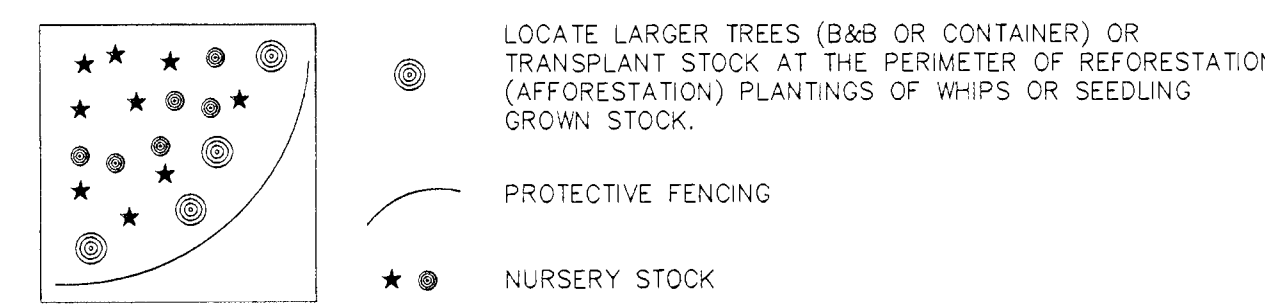 LOCATE LARGER TREES (B&B OR CONTAINER) OR
TRANSPLANT STOCK AT THE PERIMETER OF REFORESTATION
(AFFORESTATION) PLANTINGS OF WHIPS OR SEEDLING
GROWN STOCK.
PROTECTIVE FENCING
NURSERY STOCK